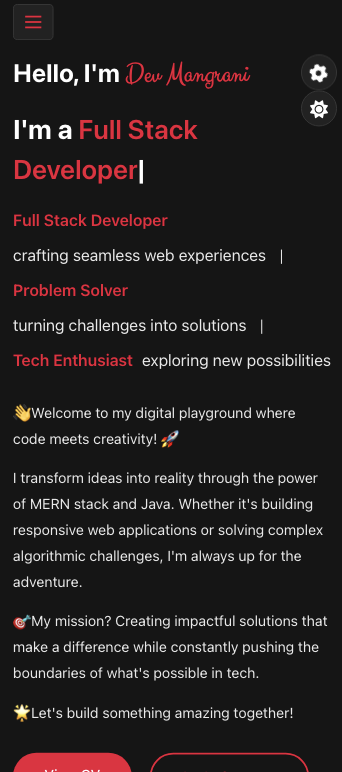 Hello, I'm Dev Mangrani
I'm a Full Stack
Developer|
Full Stack Developer
crafting seamless web experiences |
Problem Solver
turning challenges into solutions |
Tech Enthusiast exploring new possibilities
👋Welcome to my digital playground where
code meets creativity! 🚀
I transform ideas into reality through the power
of MERN stack and Java. Whether it's building
responsive web applications or solving complex
algorithmic challenges, I'm always up for the
adventure.
🎯My mission? Creating impactful solutions that
make a difference while constantly pushing the
boundaries of what's possible in tech.
🌟Let's build something amazing together!